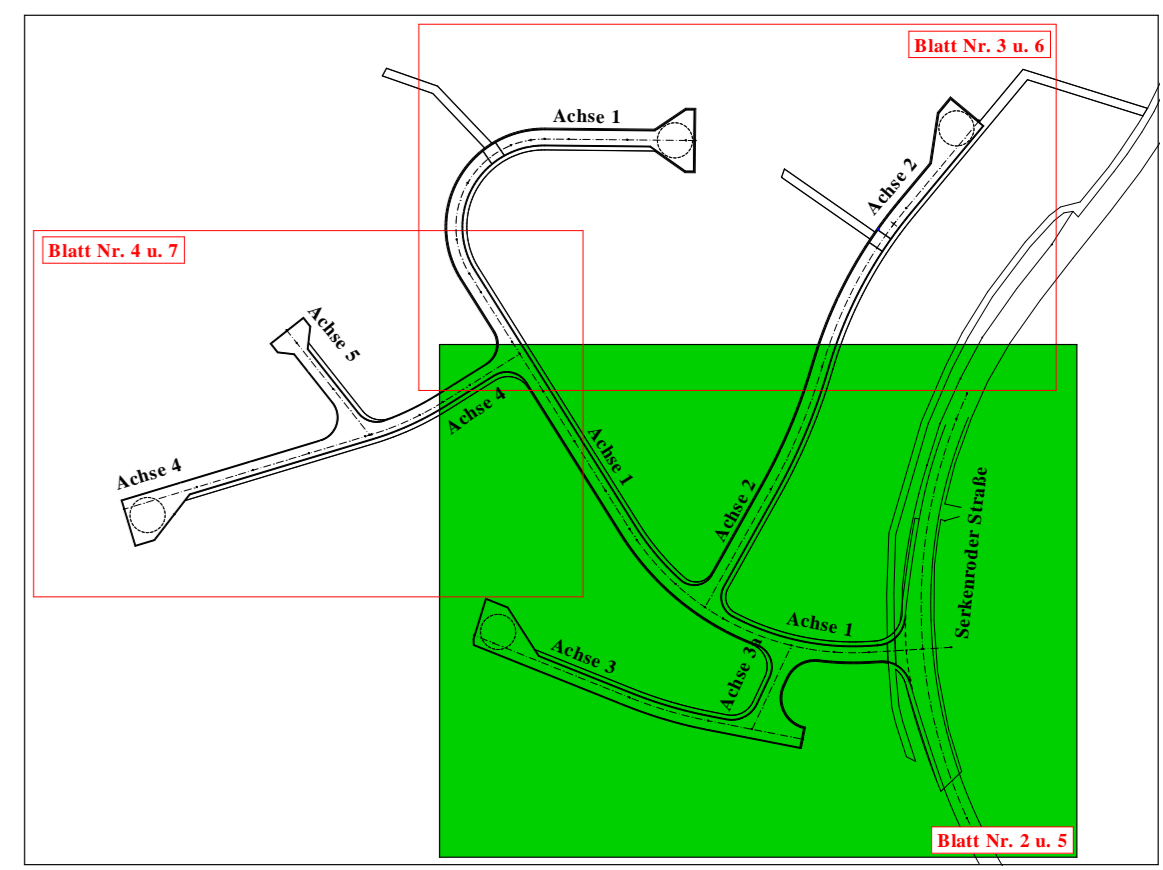 Blatt Nr. 3 u. 6
Achse 1
Achse 2
Blatt Nr. 4 u. 7
Achse 5
Achse 4
Achse 4
Achse 1
Achse 2
Serkenroder Straße
Achse 1
Achse 3
Achse 3a
Blatt Nr. 2 u. 5